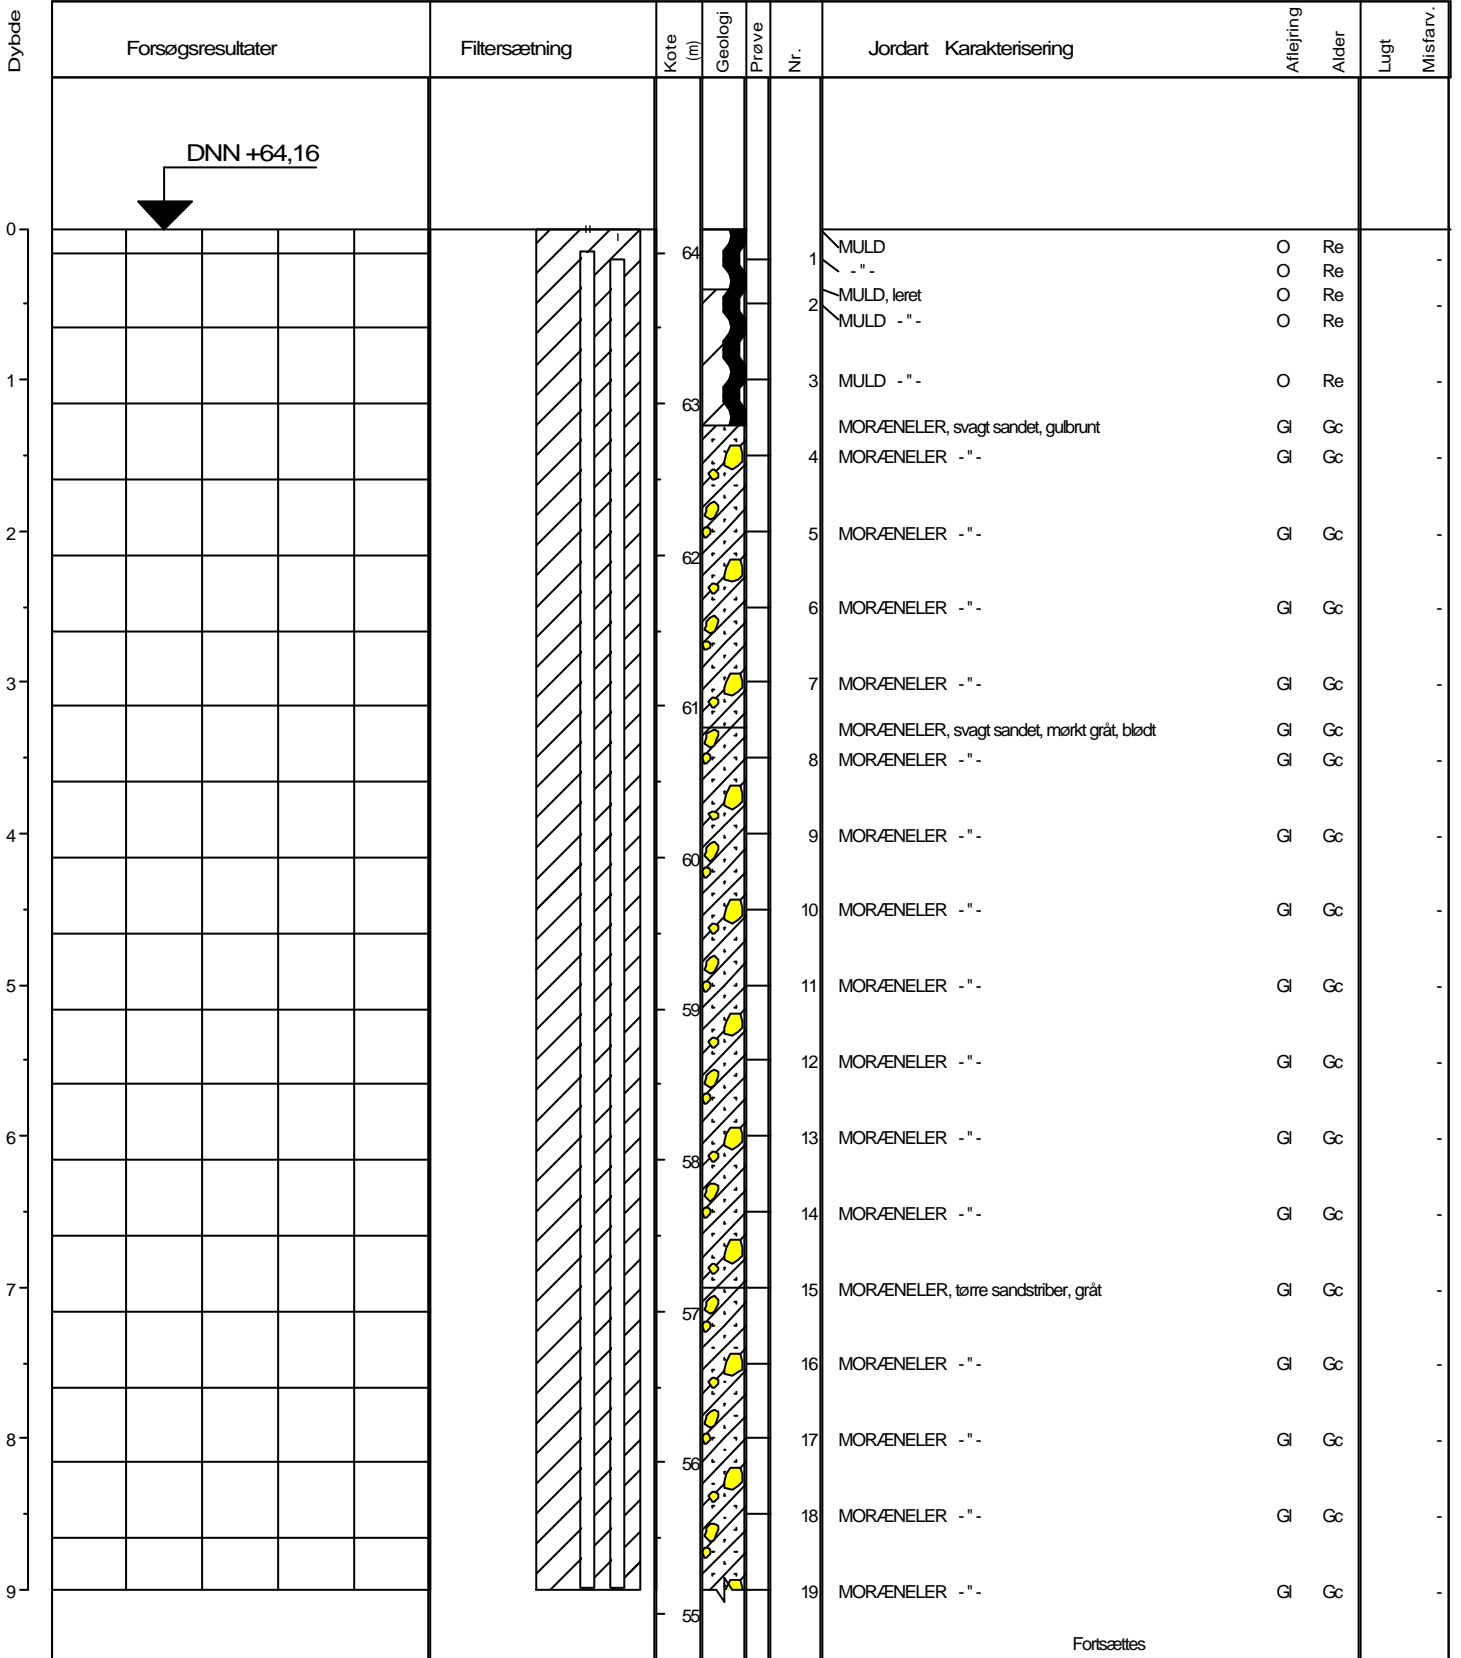 Dybde Forsøgsresultater Filtersætning Kote (m) Geologi Prøve Nr. Jordart Karakterisering Aflejring Alder Lugt Misfarv.
DNN +64,16
0
II I
64 MULD O Re
1 - " - O Re -
MULD, leret O Re
2 -
MULD - " - O Re
1 3 MULD - " - O Re -
63
MORÆNELER, svagt sandet, gulbrunt Gl Gc
4 MORÆNELER - " - Gl Gc -
2 5 MORÆNELER - " - Gl Gc -
62
6 MORÆNELER - " - Gl Gc -
3 7 MORÆNELER - " - Gl Gc -
61
MORÆNELER, svagt sandet, mørkt gråt, blødt Gl Gc
8 MORÆNELER - " - Gl Gc -
4 9 MORÆNELER - " - Gl Gc -
60
10 MORÆNELER - " - Gl Gc -
5 11 MORÆNELER - " - Gl Gc -
59
12 MORÆNELER - " - Gl Gc -
6 13 MORÆNELER - " - Gl Gc -
58
14 MORÆNELER - " - Gl Gc -
7 15 MORÆNELER, tørre sandstriber, gråt Gl Gc -
57
16 MORÆNELER - " - Gl Gc -
8 17 MORÆNELER - " - Gl Gc -
56
18 MORÆNELER - " - Gl Gc -
9 19 MORÆNELER - " - Gl Gc -
55
Fortsættes